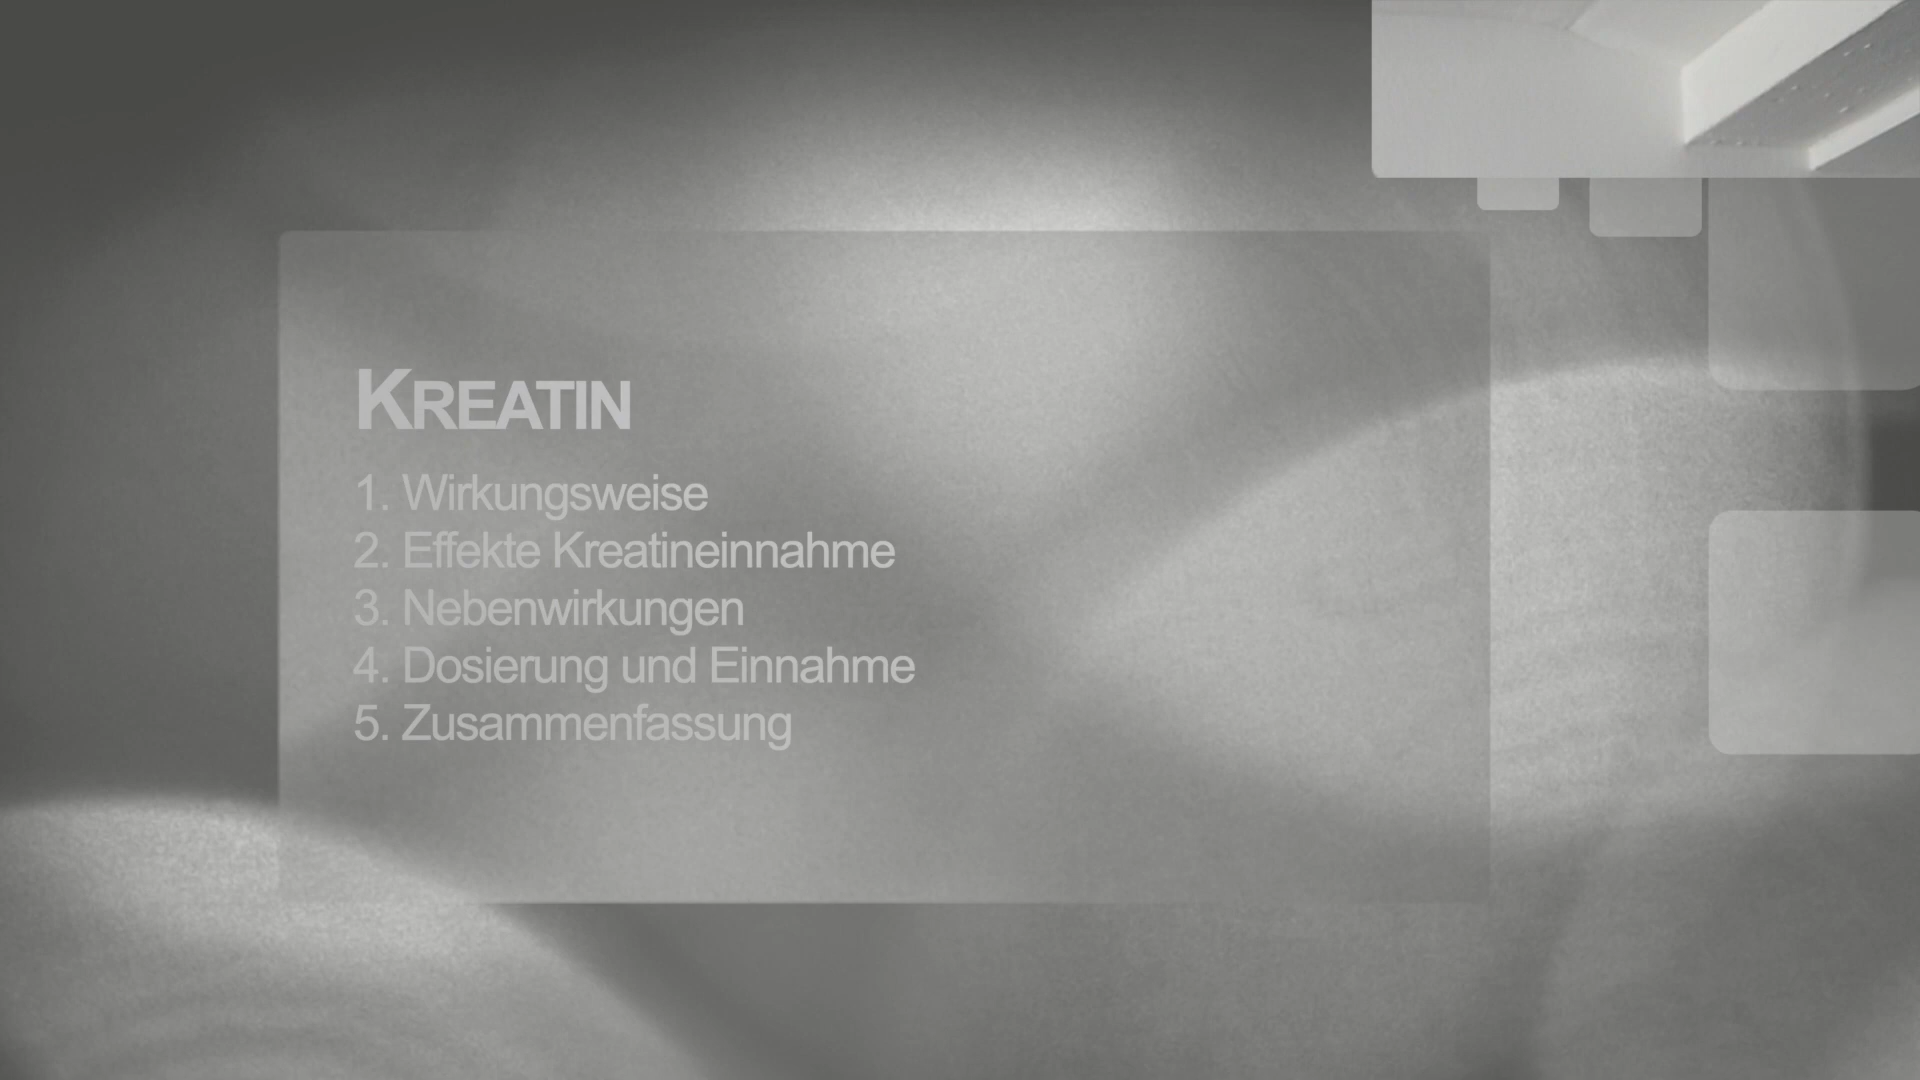 KREATIN
1. Wirkungsweise
2. Effekte Kreatineinnahme
3. Nebenwirkungen
4. Dosierung und Einnahme
5. Zusammenfassung